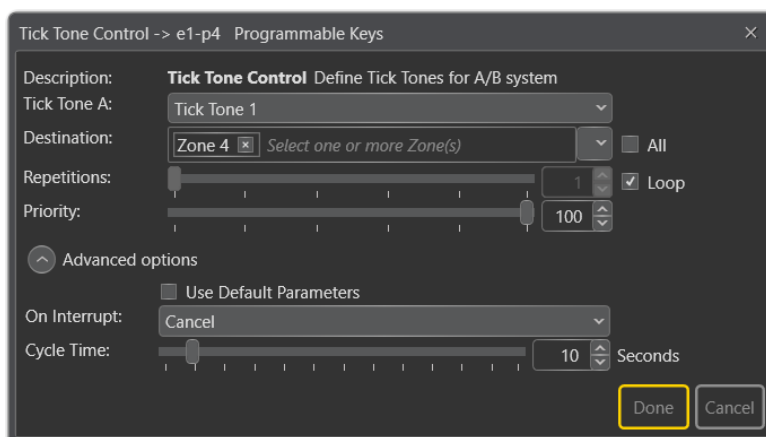 Tick Tone Control -> e1-p4 Programmable Keys
Description: Tick Tone Control Define Tick Tones for A/B system
Tick Tone A: Tick Tone 1
Destination: Zone 4 Select one or more Zone(s) All
Repetitions: 1 Loop
Priority: 100
Advanced options
Use Default Parameters
On Interrupt: Cancel
Cycle Time: 10 Seconds
Done Cancel